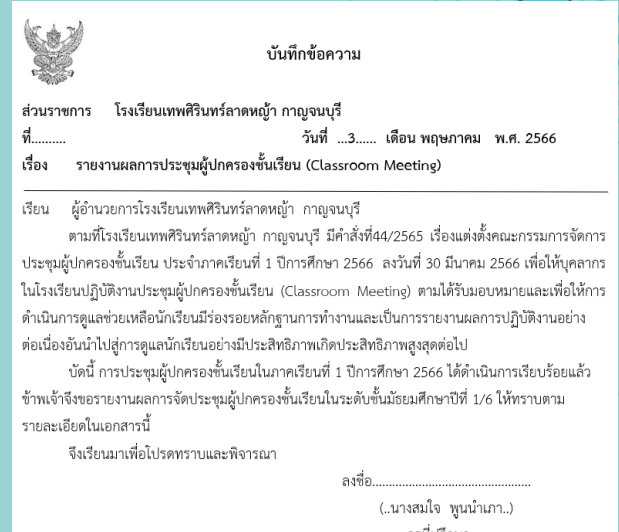 บันทึกข้อความ
ส่วนราชการ โรงเรียนเทพศิรินทร์ลาดหญ้า กาญจนบุรี
ที่.......... วันที่ ...3...... เดือน พฤษภาคม พ.ศ. 2566
เรื่อง รายงานผลการประชุมผู้ปกครองชั้นเรียน (Classroom Meeting)
เรียน ผู้อำนวยการโรงเรียนเทพศิรินทร์ลาดหญ้า กาญจนบุรี
ตามที่โรงเรียนเทพศิรินทร์ลาดหญ้า กาญจนบุรี มีคำสั่งที่44/2565 เรื่องแต่งตั้งคณะกรรมการจัดการ
ประชุมผู้ปกครองชั้นเรียน ประจำภาคเรียนที่ 1 ปีการศึกษา 2566 ลงวันที่ 30 มีนาคม 2566 เพื่อให้บุคลากร
ในโรงเรียนปฏิบัติงานประชุมผู้ปกครองชั้นเรียน (Classroom Meeting) ตามได้รับมอบหมายและเพื่อให้การ
ดำเนินการดูแลช่วยเหลือนักเรียนมีร่องรอยหลักฐานการทำงานและเป็นการรายงานผลการปฏิบัติงานอย่าง
ต่อเนื่องอันนำไปสู่การดูแลนักเรียนอย่างมีประสิทธิภาพเกิดประสิทธิภาพสูงสุดต่อไป
บัดนี้ การประชุมผู้ปกครองชั้นเรียนในภาคเรียนที่ 1 ปีการศึกษา 2566 ได้ดำเนินการเรียบร้อยแล้ว
ข้าพเจ้าจึงขอรายงานผลการจัดประชุมผู้ปกครองชั้นเรียนในระดับชั้นมัธยมศึกษาปีที่ 1/6 ให้ทราบตาม
รายละเอียดในเอกสารนี้
จึงเรียนมาเพื่อโปรดทราบและพิจารณา
ลงชื่อ..................................................
(..นางสมใจ พูนนำเภา..)